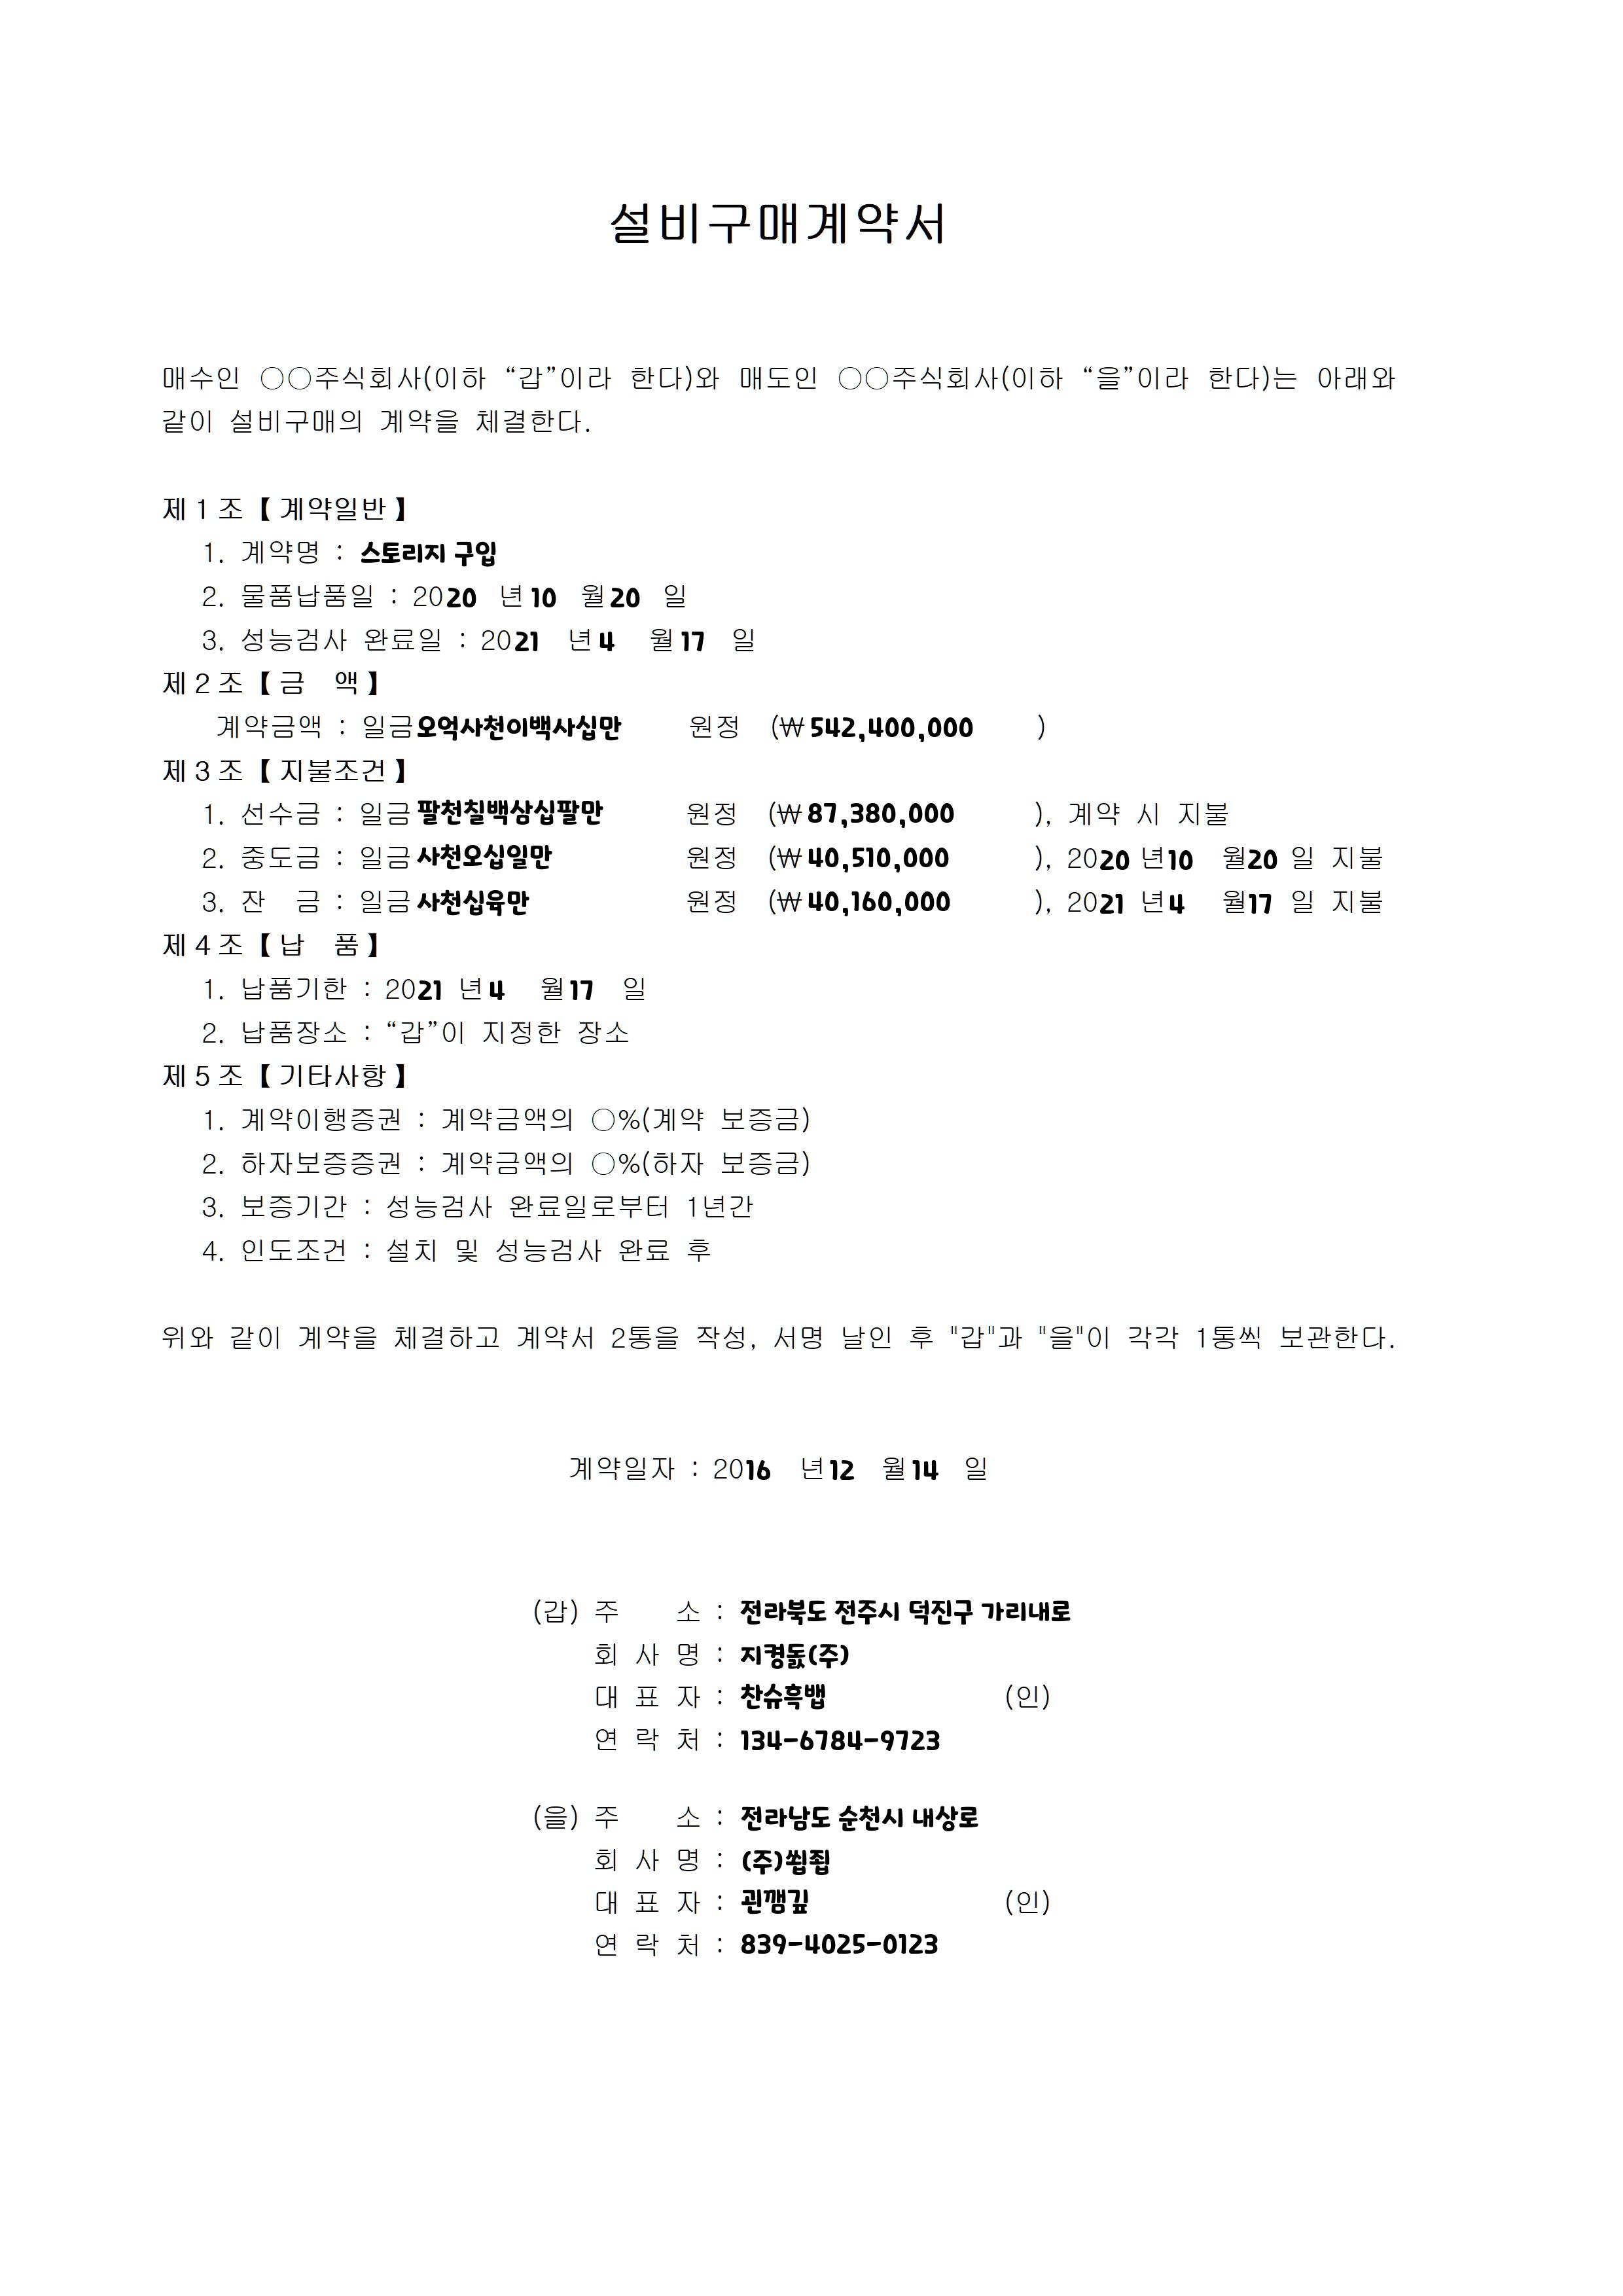 설비구매계약서
매수인 ○○주식회사(이하 “갑”이라 한다)와 매도인 ○○주식회사(이하 “을”이라 한다)는 아래와
같이 설비구매의 계약을 체결한다.
제 1 조【 계약일반 】
1. 계약명 : 스토리지 구입
2. 물품납품일 : 2020 년 10 월 20 일
3. 성능검사 완료일 : 2021 년 4 월 17 일
제 2 조【 금 액 】
계약금액 : 일금 오억사천이백사십만 원정 (₩ 542,400,000 )
제 3 조【 지불조건 】
1. 선수금 : 일금 팔천칠백삼십팔만 원정 (₩ 87,380,000 ), 계약 시 지불
2. 중도금 : 일금 사천오십일만 원정 (₩ 40,510,000 ), 2020 년 10 월 20 일 지불
3. 잔 금 : 일금 사천십육만 원정 (₩ 40,160,000 ), 2021 년 4 월 17 일 지불
제 4 조【 납 품 】
1. 납품기한 : 2021 년 4 월 17 일
2. 납품장소 : “갑”이 지정한 장소
제 5 조【 기타사항 】
1. 계약이행증권 : 계약금액의 ○%(계약 보증금)
2. 하자보증증권 : 계약금액의 ○%(하자 보증금)
3. 보증기간 : 성능검사 완료일로부터 1년간
4. 인도조건 : 설치 및 성능검사 완료 후
위와 같이 계약을 체결하고 계약서 2통을 작성, 서명 날인 후 "갑"과 "을"이 각각 1통씩 보관한다.
계약일자 : 2016 년 12 월 14 일
(갑) 주 소 : 전라북도 전주시 덕진구 가리내로
회 사 명 :
대 표 자 : 찬슈흑뱁 (인)
연 락 처 : 134-6784-9723
(을) 주 소 : 전라남도 순천시 내상로
회 사 명 :
대 표 자 : (인)
연 락 처 : 839-4025-0123